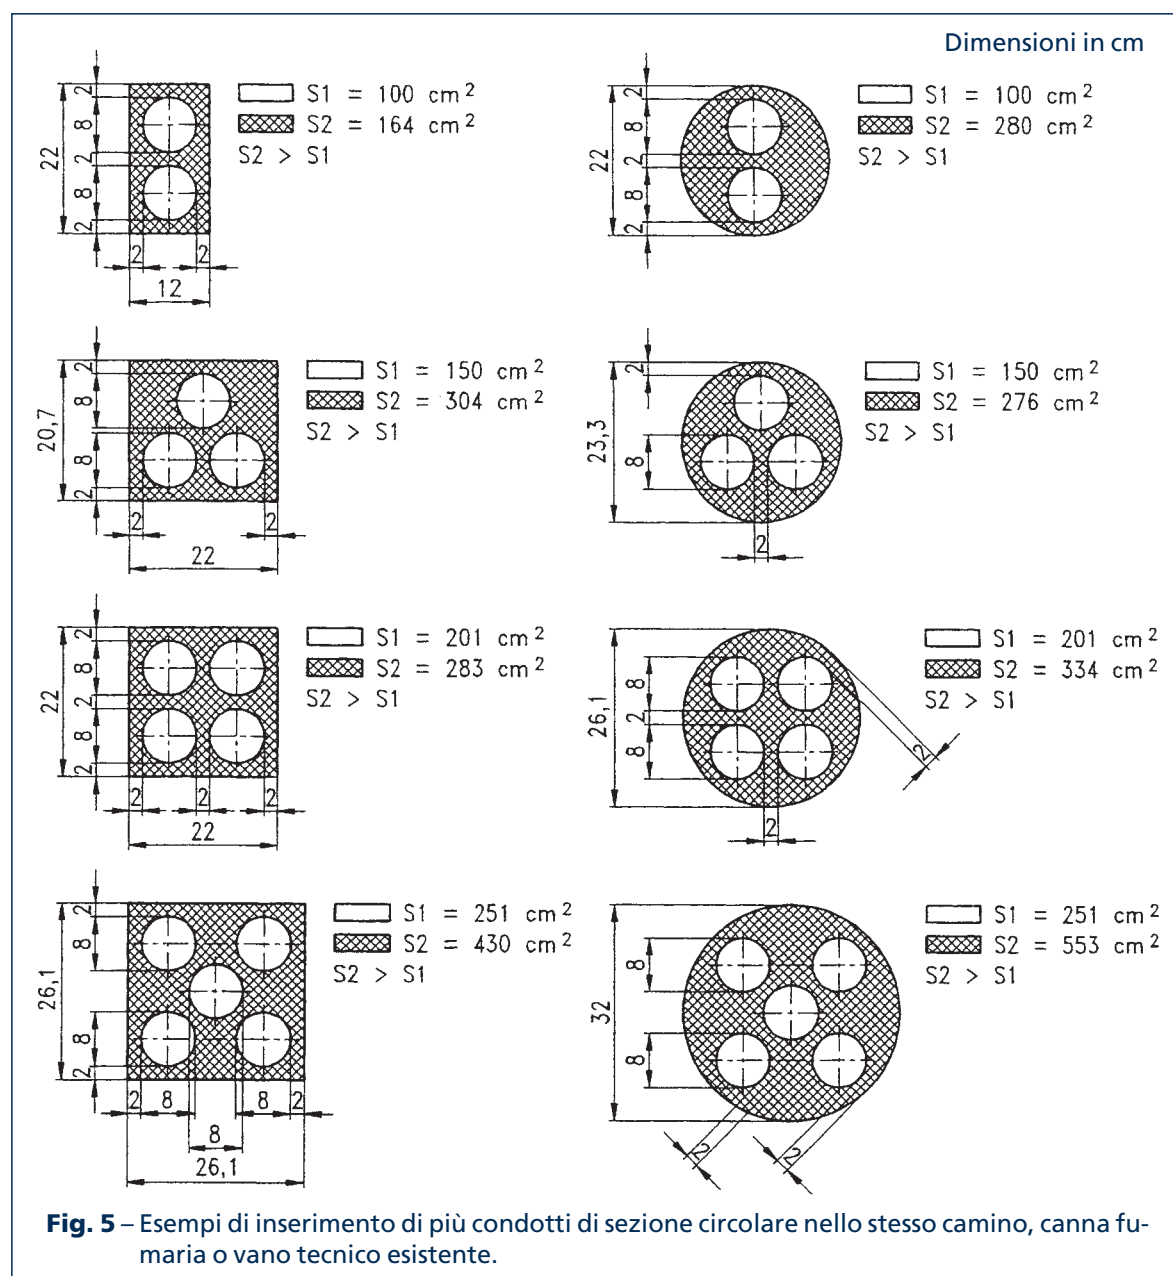 Dimensioni in cm
2
8
2
8
2
22
2 2
12
S1 = 100 cm²
S2 = 164 cm²
S2 > S1
2
8
2
8
2
22
S1 = 100 cm²
S2 = 280 cm²
S2 > S1
2
8
8
2
20,7
2 2
22
S1 = 150 cm²
S2 = 304 cm²
S2 > S1
2
8
23,3
2
S1 = 150 cm²
S2 = 276 cm²
S2 > S1
2
8
2
8
2
22
2 2 2
22
S1 = 201 cm²
S2 = 283 cm²
S2 > S1
8
2
8
26,1
2
2
S1 = 201 cm²
S2 = 334 cm²
S2 > S1
2
8
8
2
26,1
2 8 8 2
8
26,1
S1 = 251 cm²
S2 = 430 cm²
S2 > S1
8
8
32
2 2
S1 = 251 cm²
S2 = 553 cm²
S2 > S1
Fig. 5 – Esempi di inserimento di più condotti di sezione circolare nello stesso camino, canna fu-
maria o vano tecnico esistente.